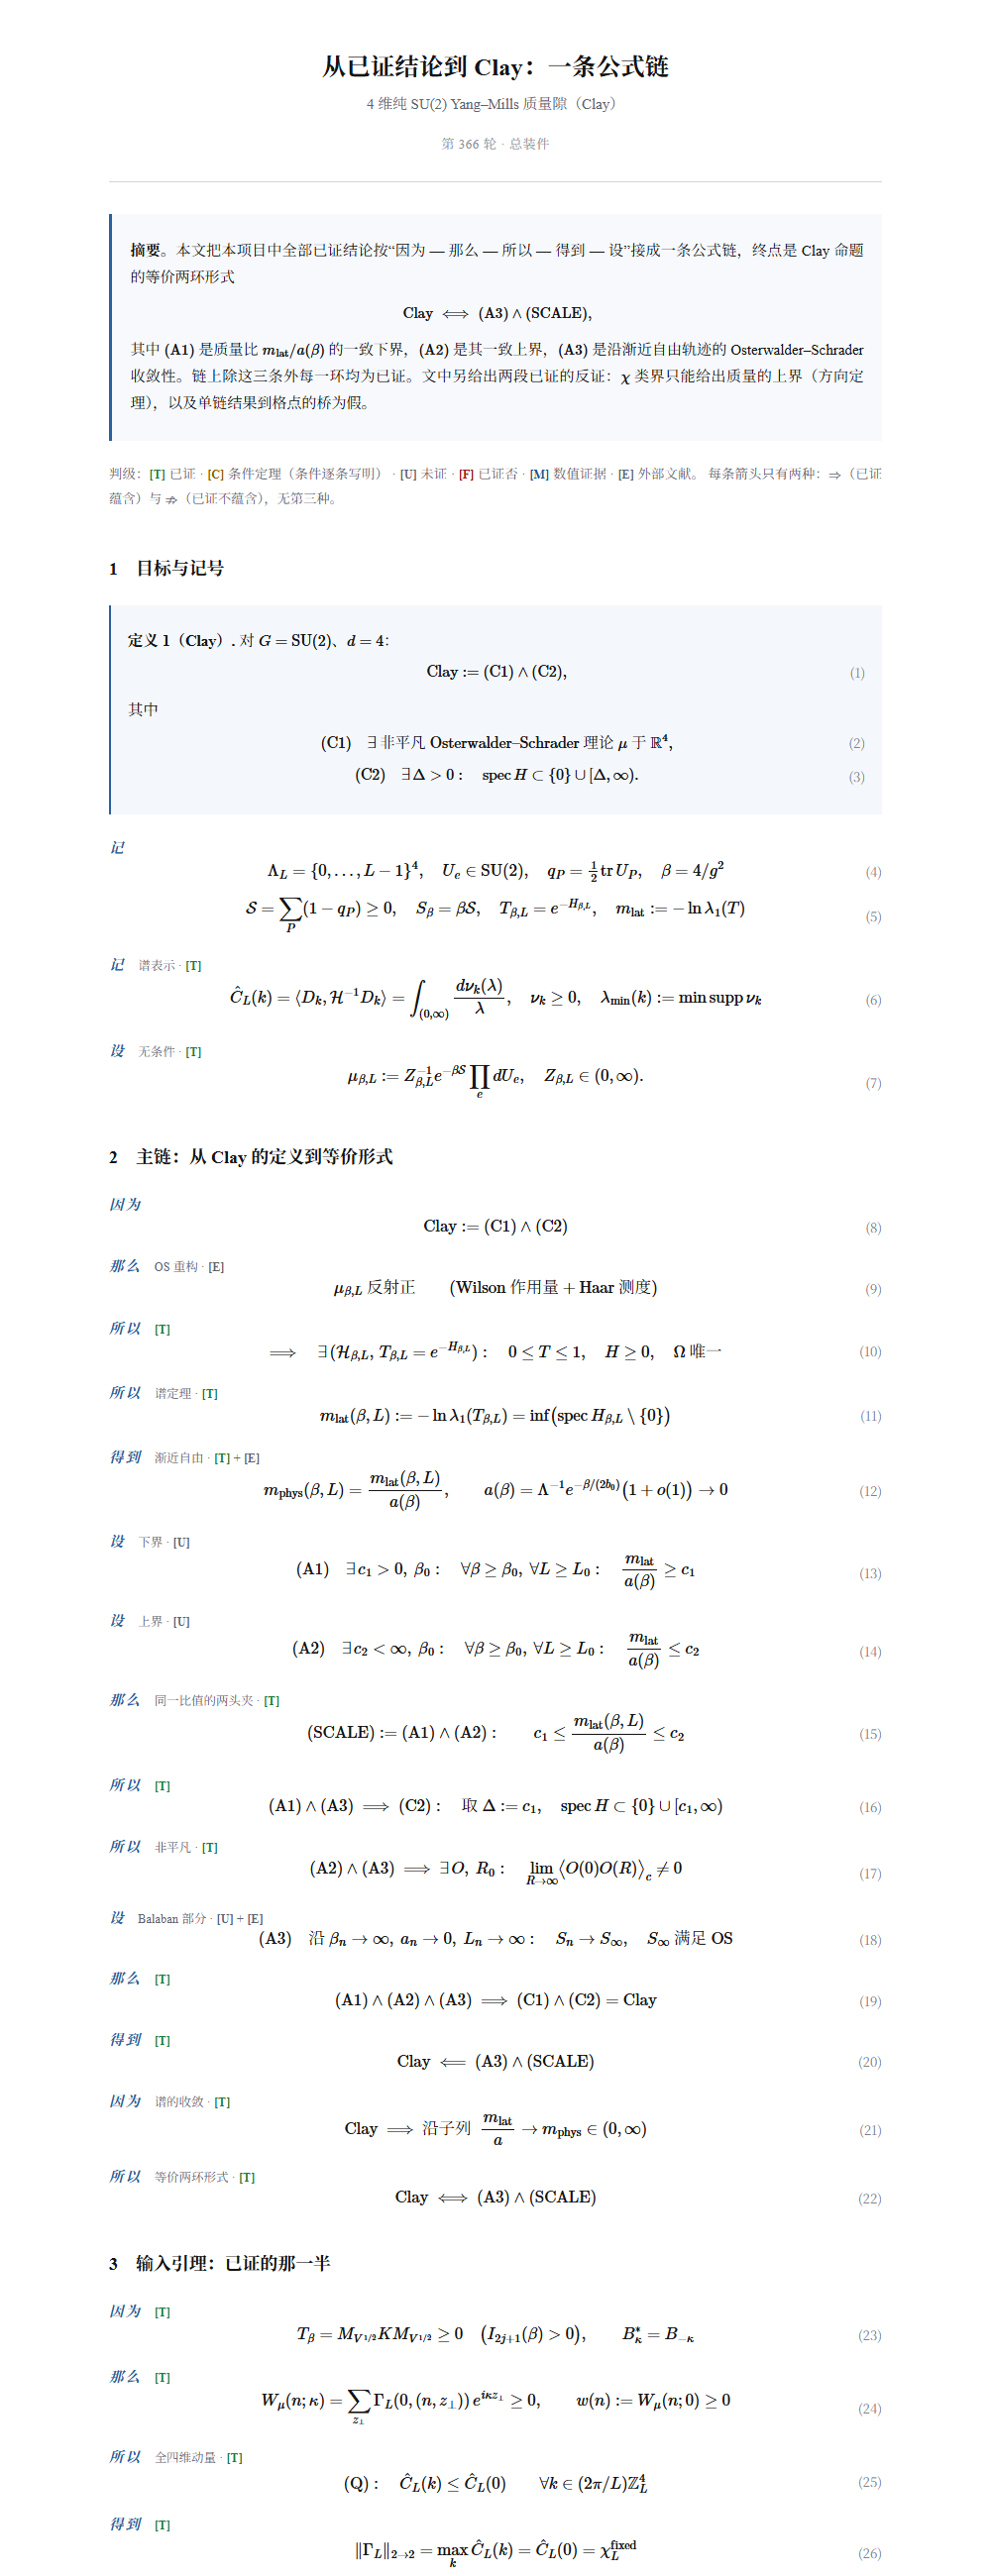 从已证结论到 Clay：一条公式链
4 维纯 SU(2) Yang–Mills 质量隙（Clay）
第 366 轮 · 总装件
摘要。本文把本项目中全部已证结论按“因为 — 那么 — 所以 — 得到 — 设”接成一条公式链，终点是 Clay 命题
的等价两环形式
Clay ⟺ (A3) ∧ (SCALE),
其中 (A1) 是质量比 m_lat/a(β) 的一致下界，(A2) 是其一致上界，(A3) 是沿渐近自由轨迹的 Osterwalder–Schrader
收敛性。链上除这三条外每一环均为已证。文中另给出两段已证的反证：χ 类界只能给出质量的上界（方向定
理），以及单链结果到格点的桥为假。
判级：[T] 已证 · [C] 条件定理（条件逐条写明） · [U] 未证 · [F] 已证否 · [M] 数值证据 · [E] 外部文献。 每条箭头只有两种：⇒（已证
蕴含）与 ⇏（已证不蕴含），无第三种。
1 目标与记号
定义 1（Clay）. 对 G = SU(2)、d = 4：
Clay := (C1) ∧ (C2), (1)
其中
(C1) ∃ 非平凡 Osterwalder–Schrader 理论 μ 于 ℝ⁴, (2)
(C2) ∃ Δ > 0 : spec H ⊂ {0} ∪ [Δ, ∞). (3)
记
Λ_L = {0, …, L − 1}⁴, U_e ∈ SU(2), q_P = ½ tr U_P, β = 4/g² (4)
𝒮 = ∑_P (1 − q_P) ≥ 0, S_β = β𝒮, T_{β,L} = e^{−H_{β,L}}, m_lat := − ln λ₁(T) (5)
记 谱表示 · [T]
Ĉ_L(k) = ⟨D_k, ℋ⁻¹ D_k⟩ = ∫_{(0,∞)} dν_k(λ)/λ, ν_k ≥ 0, λ_min(k) := min supp ν_k (6)
设 无条件 · [T]
μ_{β,L} := Z_{β,L}^{−1} e^{−β𝒮} ∏_e dU_e, Z_{β,L} ∈ (0, ∞). (7)
2 主链：从 Clay 的定义到等价形式
因为
Clay := (C1) ∧ (C2) (8)
那么 OS 重构 · [E]
μ_{β,L} 反射正 (Wilson 作用量 + Haar 测度) (9)
所以 [T]
⟹ ∃ (ℋ_{β,L}, T_{β,L} = e^{−H_{β,L}}) : 0 ≤ T ≤ 1, H ≥ 0, Ω 唯一 (10)
所以 谱定理 · [T]
m_lat(β, L) := − ln λ₁(T_{β,L}) = inf(spec H_{β,L} \ {0}) (11)
得到 渐近自由 · [T] + [E]
m_phys(β, L) = m_lat(β, L)/a(β), a(β) = Λ⁻¹ e^{−β/(2b₀)} (1 + o(1)) → 0 (12)
设 下界 · [U]
(A1) ∃ c₁ > 0, β₀ : ∀β ≥ β₀, ∀L ≥ L₀ : m_lat/a(β) ≥ c₁ (13)
设 上界 · [U]
(A2) ∃ c₂ < ∞, β₀ : ∀β ≥ β₀, ∀L ≥ L₀ : m_lat/a(β) ≤ c₂ (14)
那么 同一比值的两头夹 · [T]
(SCALE) := (A1) ∧ (A2) : c₁ ≤ m_lat(β, L)/a(β) ≤ c₂ (15)
所以 [T]
(A1) ∧ (A3) ⟹ (C2) : 取 Δ := c₁, spec H ⊂ {0} ∪ [c₁, ∞) (16)
所以 非平凡 · [T]
(A2) ∧ (A3) ⟹ ∃ O, R₀ : lim_{R→∞} ⟨O(0)O(R)⟩_c ≠ 0 (17)
设 Balaban 部分 · [U] + [E]
(A3) 沿 β_n → ∞, a_n → 0, L_n → ∞ : S_n → S_∞, S_∞ 满足 OS (18)
那么 [T]
(A1) ∧ (A2) ∧ (A3) ⟹ (C1) ∧ (C2) = Clay (19)
得到 [T]
Clay ⟸ (A3) ∧ (SCALE) (20)
因为 谱的收敛 · [T]
Clay ⟹ 沿子列 m_lat/a → m_phys ∈ (0, ∞) (21)
所以 等价两环形式 · [T]
Clay ⟺ (A3) ∧ (SCALE) (22)
3 输入引理：已证的那一半
因为 [T]
T_β = M_{V^{1/2}} K M_{V^{1/2}} ≥ 0 (I_{2j+1}(β) > 0), B_κ^* = B_{−κ} (23)
那么 [T]
W_μ(n; κ) = ∑_{z_⊥} Γ_L(0, (n, z_⊥)) e^{iκz_⊥} ≥ 0, w(n) := W_μ(n; 0) ≥ 0 (24)
所以 全四维动量 · [T]
(Q) : Ĉ_L(k) ≤ Ĉ_L(0) ∀k ∈ (2π/L)ℤ_L^4 (25)
得到 [T]
‖Γ_L‖_{2→2} = max_k Ĉ_L(k) = Ĉ_L(0) = χ_L^{fixed} (26)